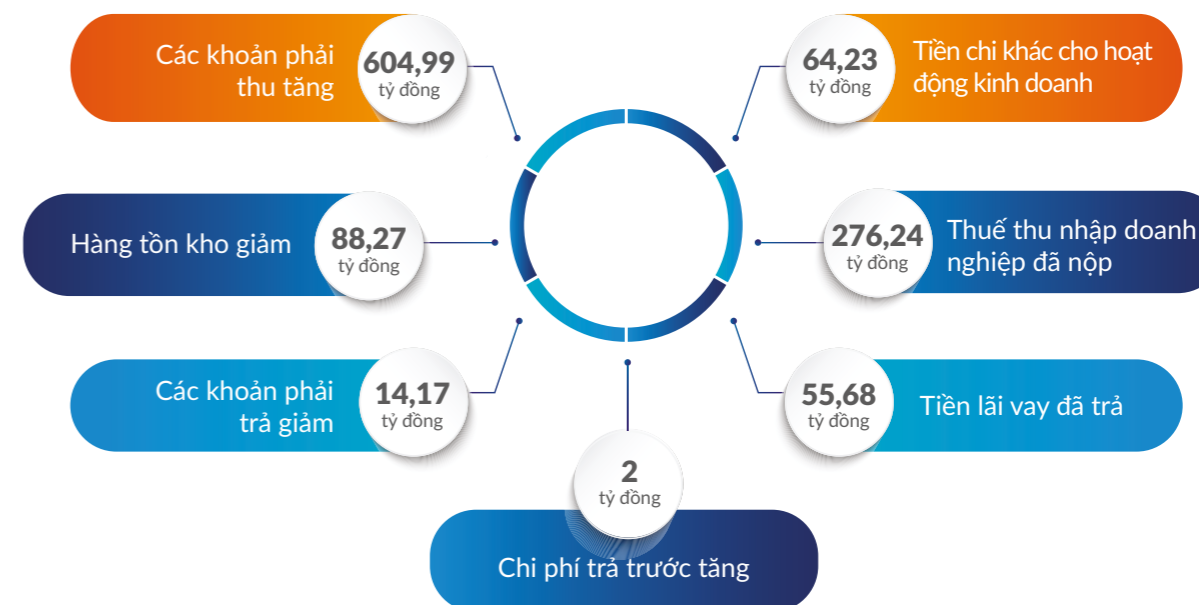 Các khoản phải
thu tăng
604,99
tỷ đồng
64,23
tỷ đồng
Tiền chi khác cho hoạt
động kinh doanh
Hàng tồn kho giảm
88,27
tỷ đồng
276,24
tỷ đồng
Thuế thu nhập doanh
nghiệp đã nộp
Các khoản phải
trả giảm
14,17
tỷ đồng
55,68
tỷ đồng
Tiền lãi vay đã trả
2
tỷ đồng
Chi phí trả trước tăng